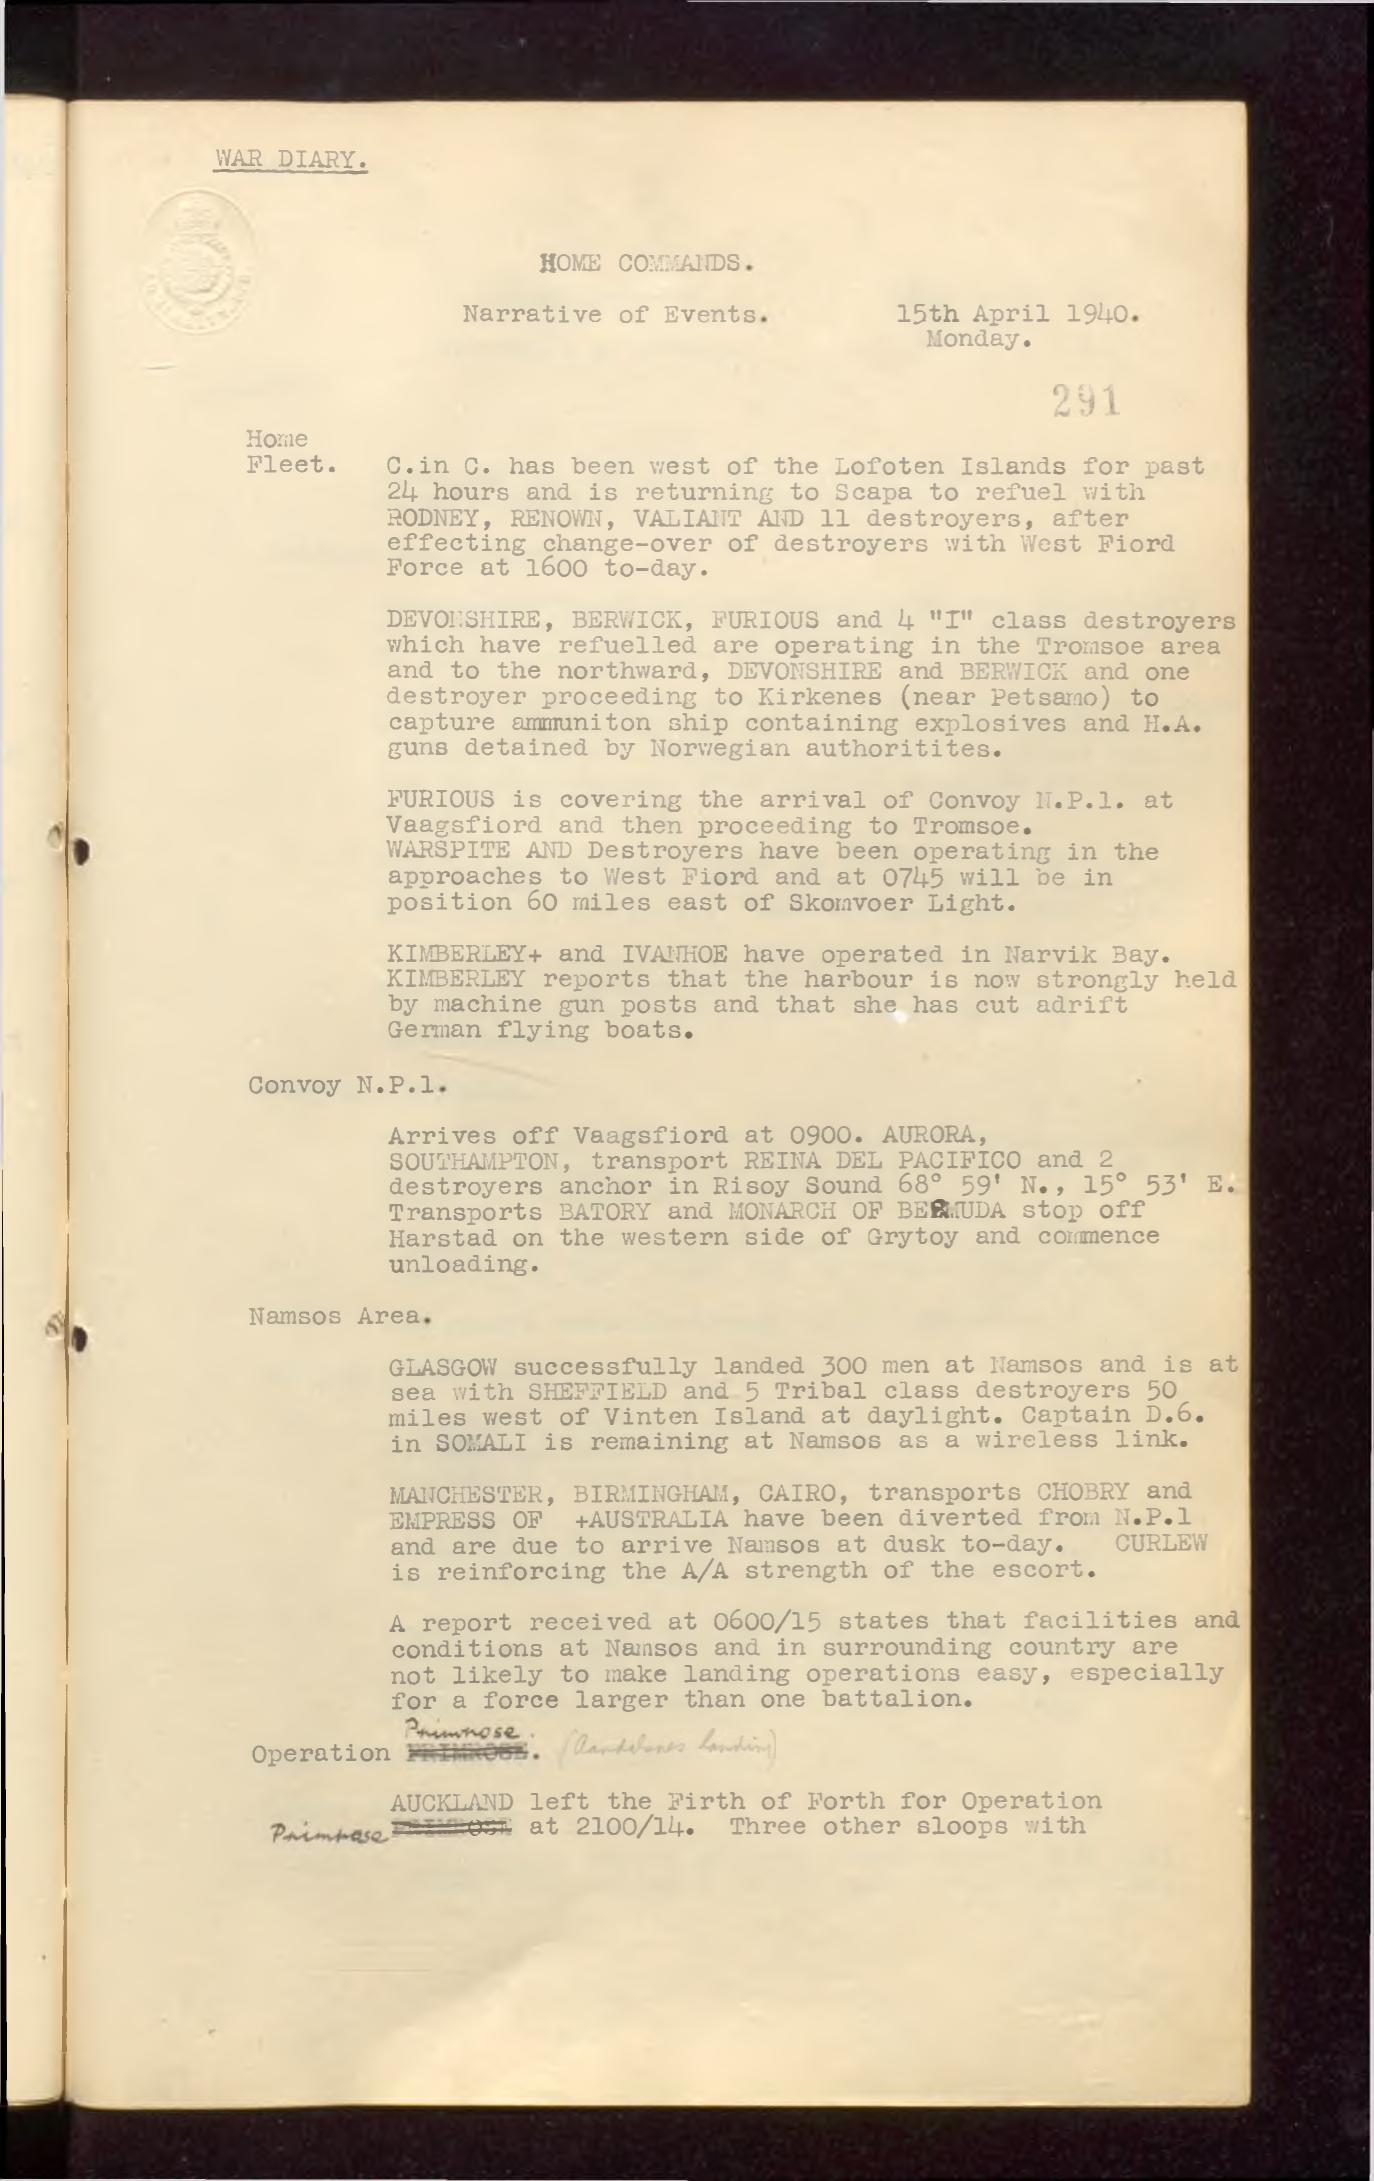 WAR DIARY.
HOME COMMANDS.
Narrative of Events. 15th April 1940.
Monday.
291
Home
Fleet. C.in C. has been west of the Lofoten Islands for past
24 hours and is returning to Scapa to refuel with
RODNEY, RENOWN, VALIANT AND 11 destroyers, after
effecting change-over of destroyers with West Fiord
Force at 1600 to-day.
DEVONSHIRE, BERWICK, FURIOUS and 4 "I" class destroyers
which have refuelled are operating in the Tromsoe area
and to the northward, DEVONSHIRE and BERWICK and one
destroyer proceeding to Kirkenes (near Petsamo) to
capture ammuniton ship containing explosives and H.A.
guns detained by Norwegian authoritites.
FURIOUS is covering the arrival of Convoy N.P.1. at
Vaagsfiord and then proceeding to Tromsoe.
WARSPITE AND Destroyers have been operating in the
approaches to West Fiord and at 0745 will be in
position 60 miles east of Skomvoer Light.
KIMBERLEY+ and IVANHOE have operated in Narvik Bay.
KIMBERLEY reports that the harbour is now strongly held
by machine gun posts and that she has cut adrift
German flying boats.
Convoy N.P.1.
Arrives off Vaagsfiord at 0900. AURORA,
SOUTHAMPTON, transport REINA DEL PACIFICO and 2
destroyers anchor in Risoy Sound 68° 59' N., 15° 53' E.
Transports BATORY and MONARCH OF BERMUDA stop off
Harstad on the western side of Grytoy and commence
unloading.
Namsos Area.
GLASGOW successfully landed 300 men at Namsos and is at
sea with SHEFFIELD and 5 Tribal class destroyers 50
miles west of Vinten Island at daylight. Captain D.6.
in SOMALI is remaining at Namsos as a wireless link.
MANCHESTER, BIRMINGHAM, CAIRO, transports CHOBRY and
EMPRESS OF +AUSTRALIA have been diverted from N.P.1
and are due to arrive Namsos at dusk to-day. CURLEW
is reinforcing the A/A strength of the escort.
A report received at 0600/15 states that facilities and
conditions at Namsos and in surrounding country are
not likely to make landing operations easy, especially
for a force larger than one battalion.
Primrose.
Operation PRIMROSE. (Aandalsnes landing)
AUCKLAND left the Firth of Forth for Operation
Primrose PRIMROSE at 2100/14. Three other sloops with